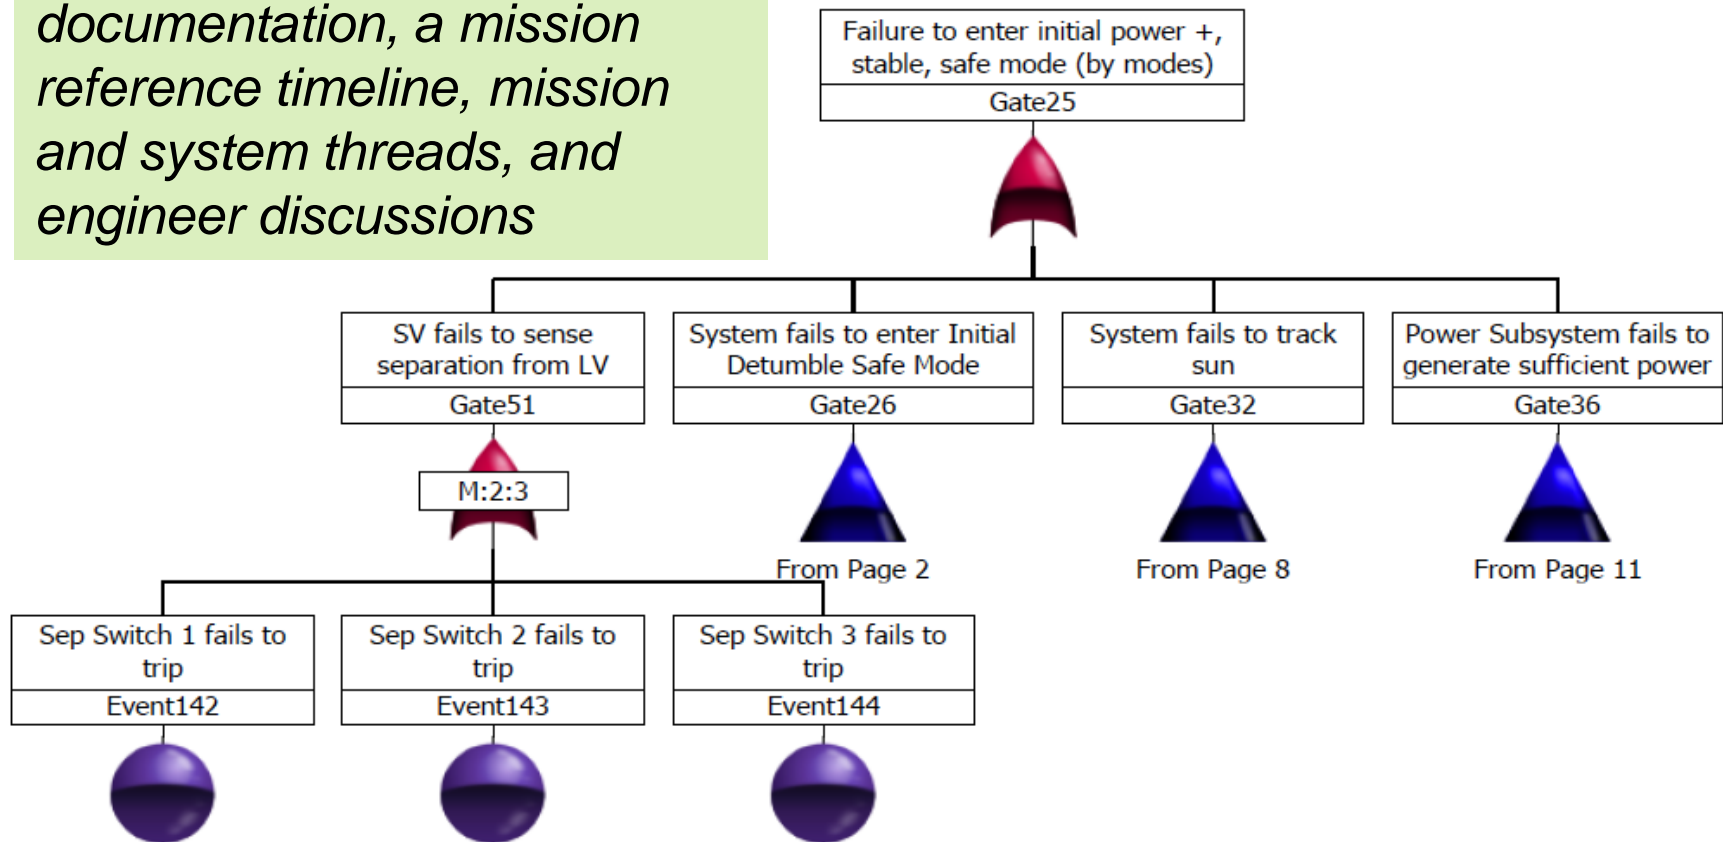 documentation, a mission
reference timeline, mission
and system threads, and
engineer discussions
Failure to enter initial power +,
stable, safe mode (by modes)
Gate25
SV fails to sense
separation from LV
Gate51
System fails to enter Initial
Detumble Safe Mode
Gate26
System fails to track
sun
Gate32
Power Subsystem fails to
generate sufficient power
Gate36
M:2:3
From Page 2
From Page 8
From Page 11
Sep Switch 1 fails to
trip
Event142
Sep Switch 2 fails to
trip
Event143
Sep Switch 3 fails to
trip
Event144